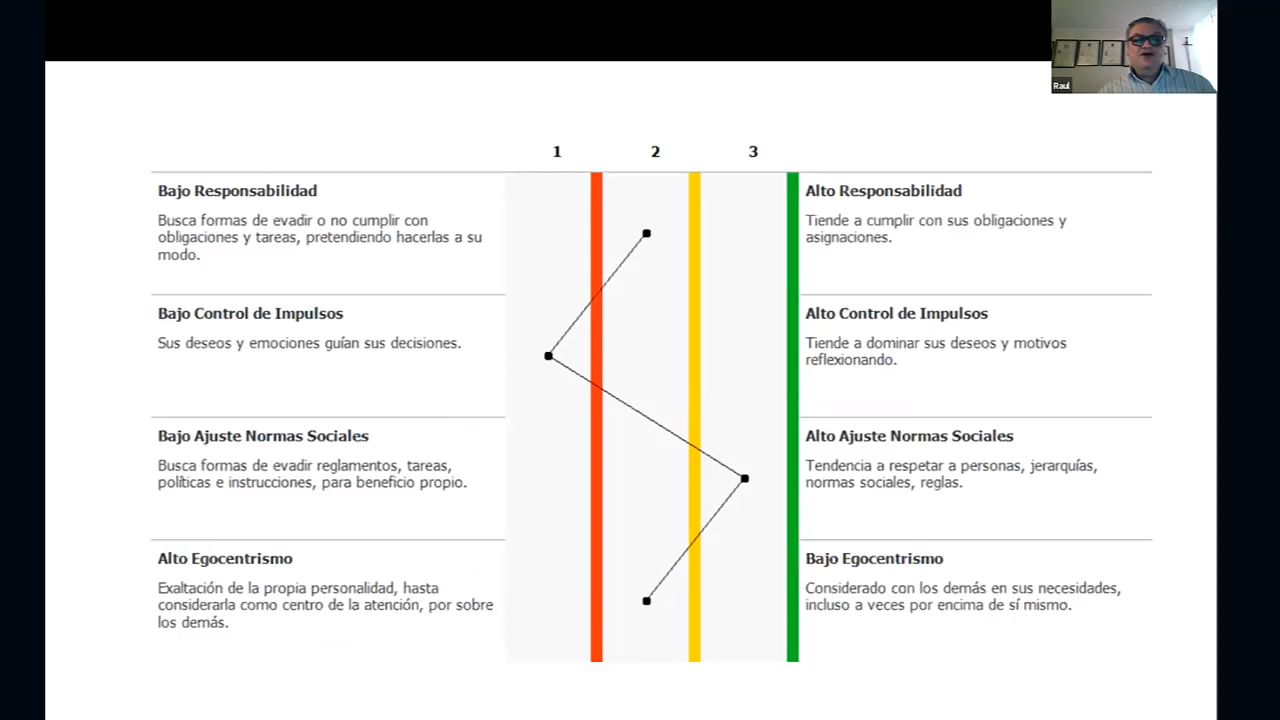 Raul
1 2 3
Bajo Responsabilidad
Busca formas de evadir o no cumplir con
obligaciones y tareas, pretendiendo hacerlas a su
modo.
Alto Responsabilidad
Tiende a cumplir con sus obligaciones y
asignaciones.
Bajo Control de Impulsos
Sus deseos y emociones guían sus decisiones.
Alto Control de Impulsos
Tiende a dominar sus deseos y motivos
reflexionando.
Bajo Ajuste Normas Sociales
Busca formas de evadir reglamentos, tareas,
políticas e instrucciones, para beneficio propio.
Alto Ajuste Normas Sociales
Tendencia a respetar a personas, jerarquías,
normas sociales, reglas.
Alto Egocentrismo
Exaltación de la propia personalidad, hasta
considerarla como centro de la atención, por sobre
los demás.
Bajo Egocentrismo
Considerado con los demás en sus necesidades,
incluso a veces por encima de sí mismo.